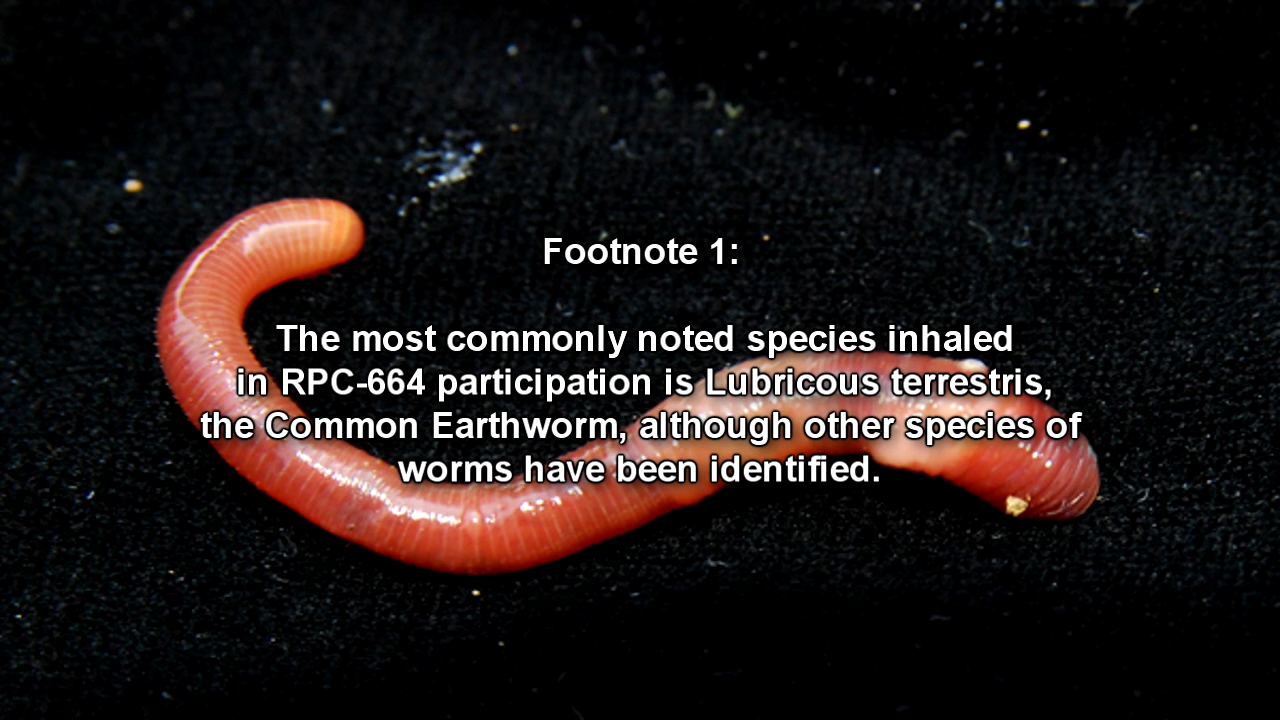 Footnote 1:
The most commonly noted species inhaled
in RPC-664 participation is Lubricous terrestris,
the Common Earthworm, although other species of
worms have been identified.